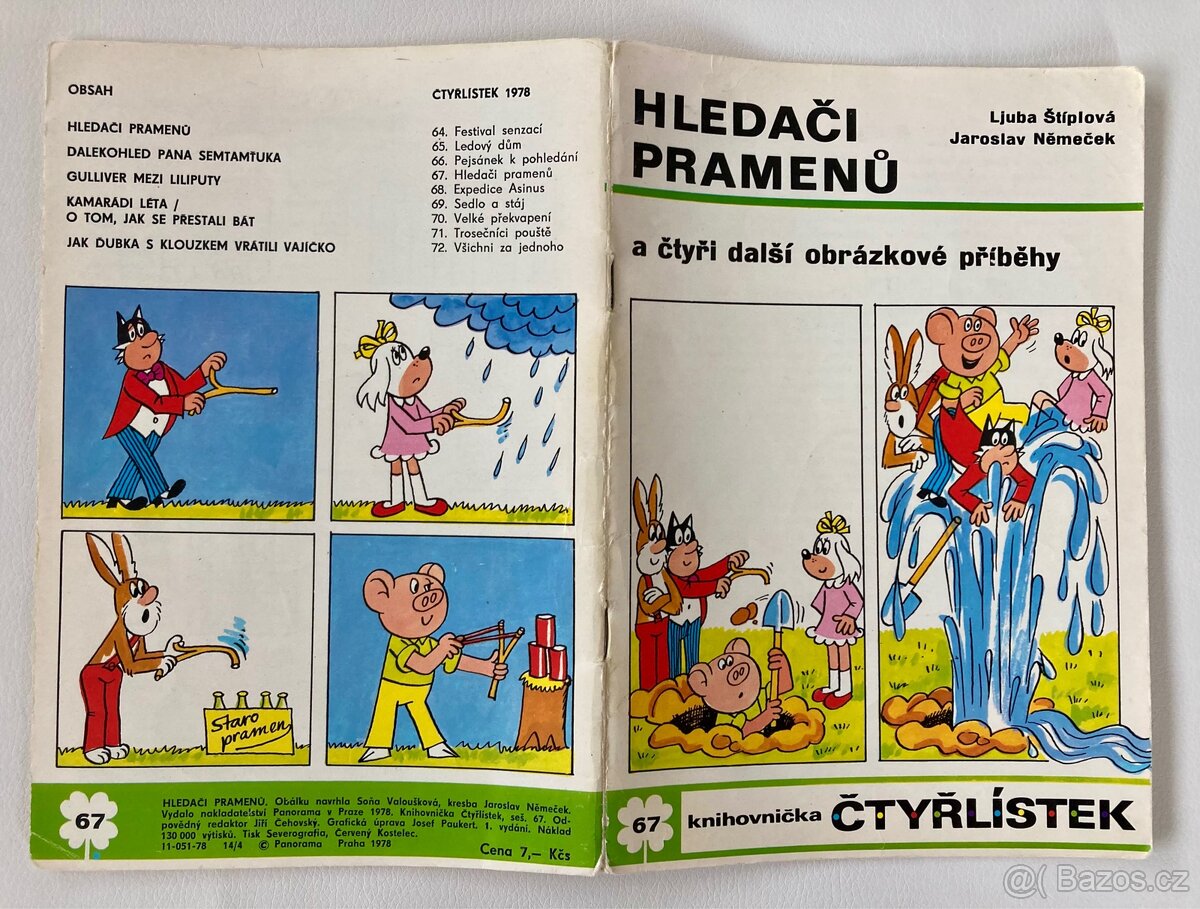 OBSAH
HLEDAČI PRAMENŮ
DALEKOHLED PANA SEMTAMŤUKA
GULLIVER MEZI LILIPUTY
KAMARÁDI LÉTA /
O TOM, JAK SE PŘESTALI BÁT
JAK ĎUBKA S KLOUZKEM VRÁTILI VAJÍČKO
ČTYŘLÍSTEK 1978
64. Festival senzací
65. Ledový dům
66. Pejsánek k pohledání
67. Hledači pramenů
68. Expedice Asinus
69. Sedlo a stáj
70. Velké překvapení
71. Trosečníci pouště
72. Všichni za jednoho
Staro
pramen
67
HLEDAČI PRAMENŮ. Obálku navrhla Soňa Valoušková, kresba Jaroslav Němeček.
Vydalo nakladatelství Panorama v Praze 1978. Knihovnička Čtyřlístek, seš. 67. Od-
povědný redaktor Jiří Čehovský. Grafická úprava Josef Paukert. 1. vydání. Náklad
130 000 výtisků. Tisk Severografia, Červený Kostelec.
11-051-78 14/4 © Panorama Praha 1978
Cena 7,– Kčs
HLEDAČI
PRAMENŮ
Ljuba Štíplová
Jaroslav Němeček
a čtyři další obrázkové příběhy
67
knihovnička ČTYŘLÍSTEK
@( Bazos.cz